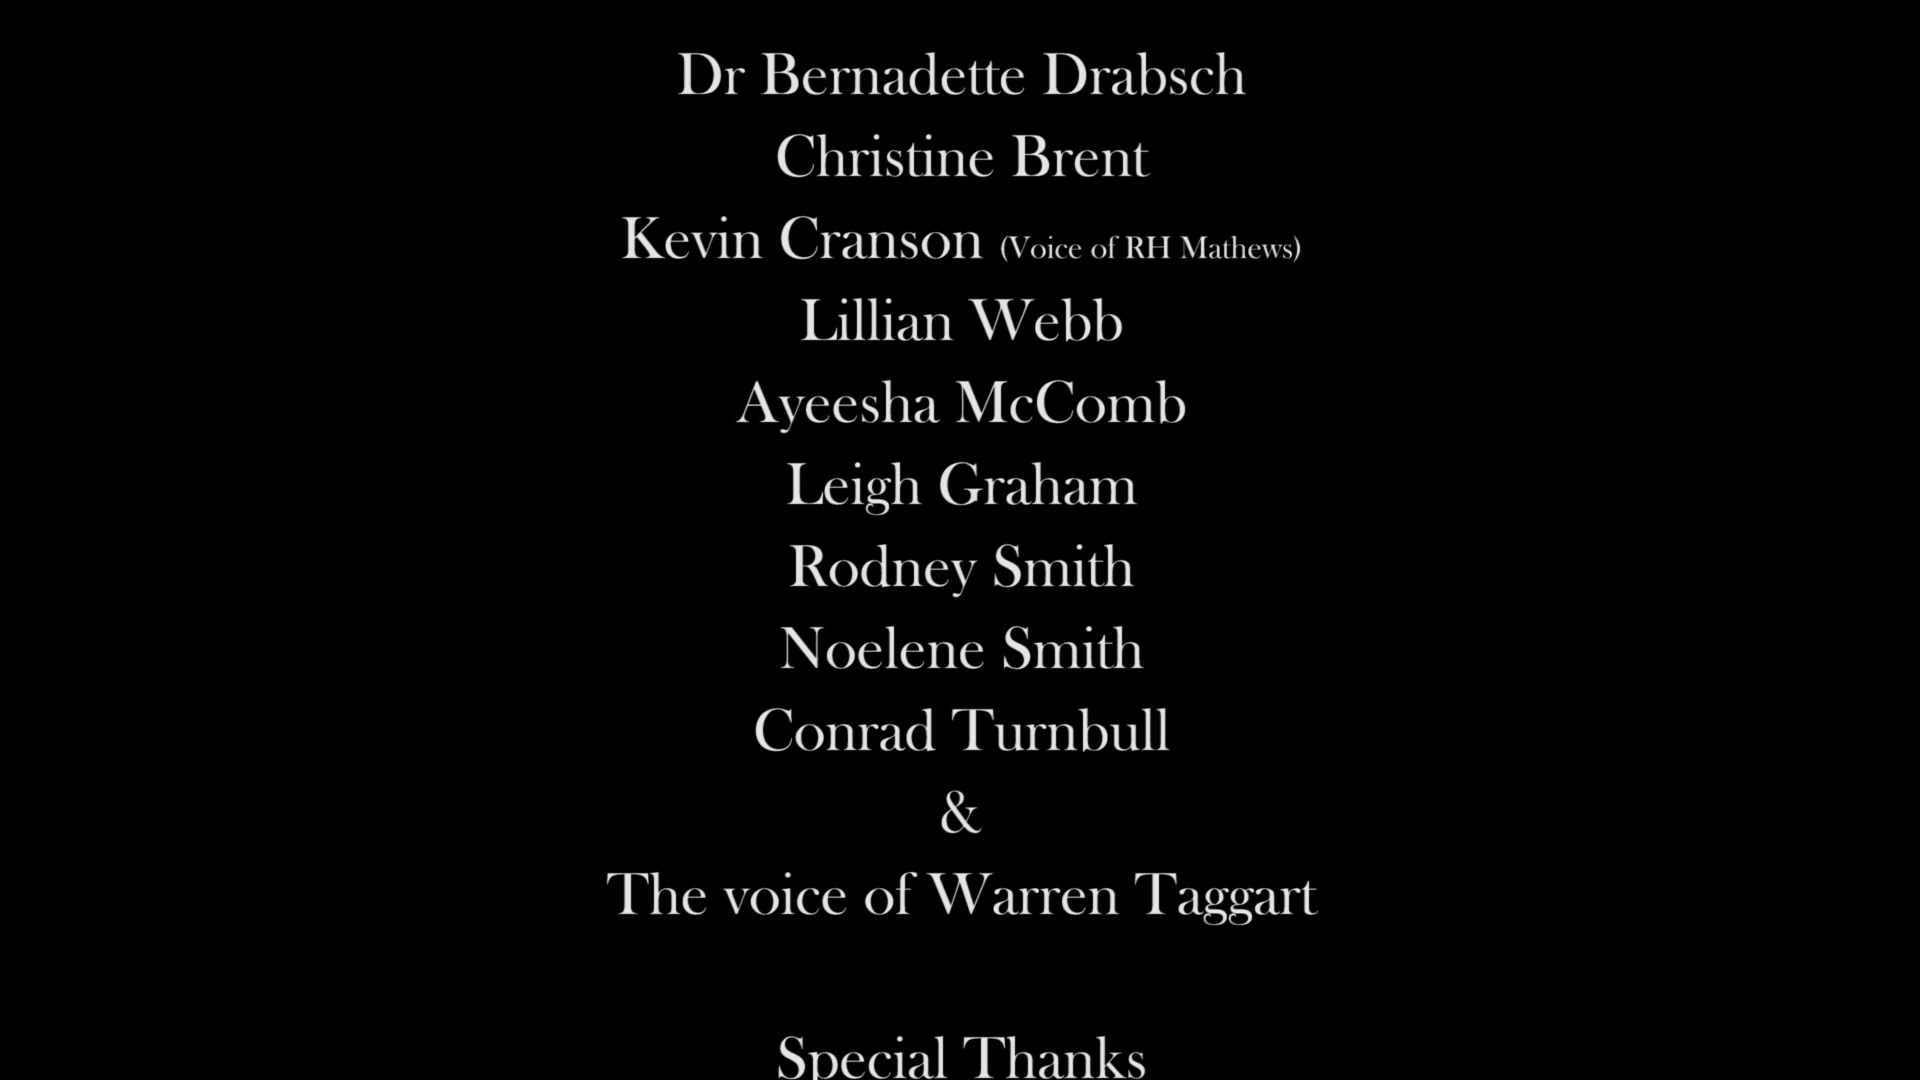 Dr Bernadette Drabsch
Christine Brent
Kevin Cranson (Voice of RH Mathews)
Lillian Webb
Ayeesha McComb
Leigh Graham
Rodney Smith
Noelene Smith
Conrad Turnbull
&
The voice of Warren Taggart
Special Thanks